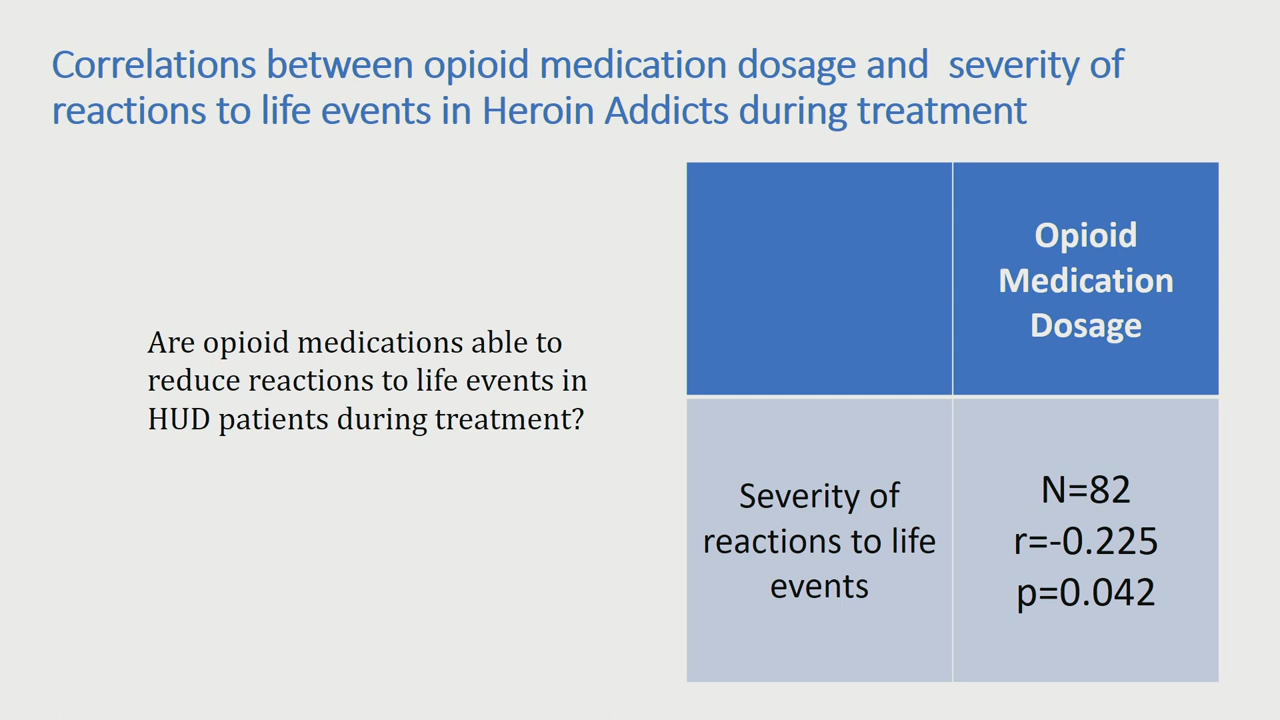 Correlations between opioid medication dosage and  severity of
reactions to life events in Heroin Addicts during treatment
Are opioid medications able to
reduce reactions to life events in
HUD patients during treatment?
Opioid
Medication
Dosage
Severity of
reactions to life
events
N=82
r=-0.225
p=0.042